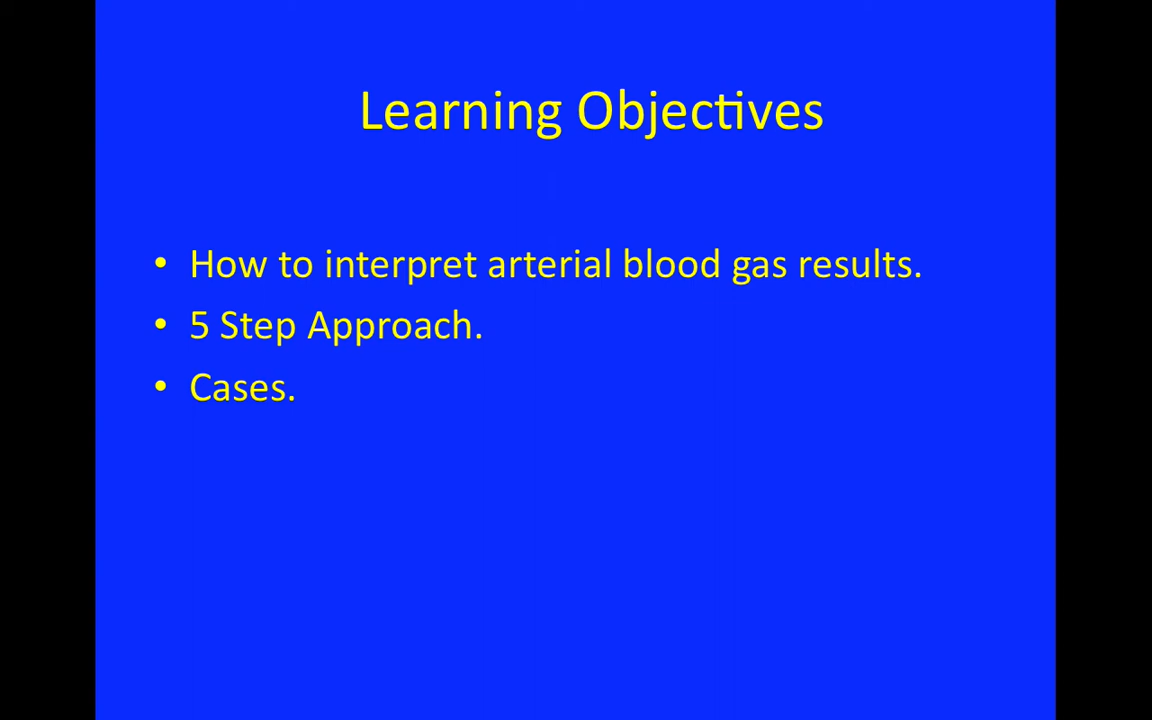 Learning Objectives
• How to interpret arterial blood gas results.
• 5 Step Approach.
• Cases.